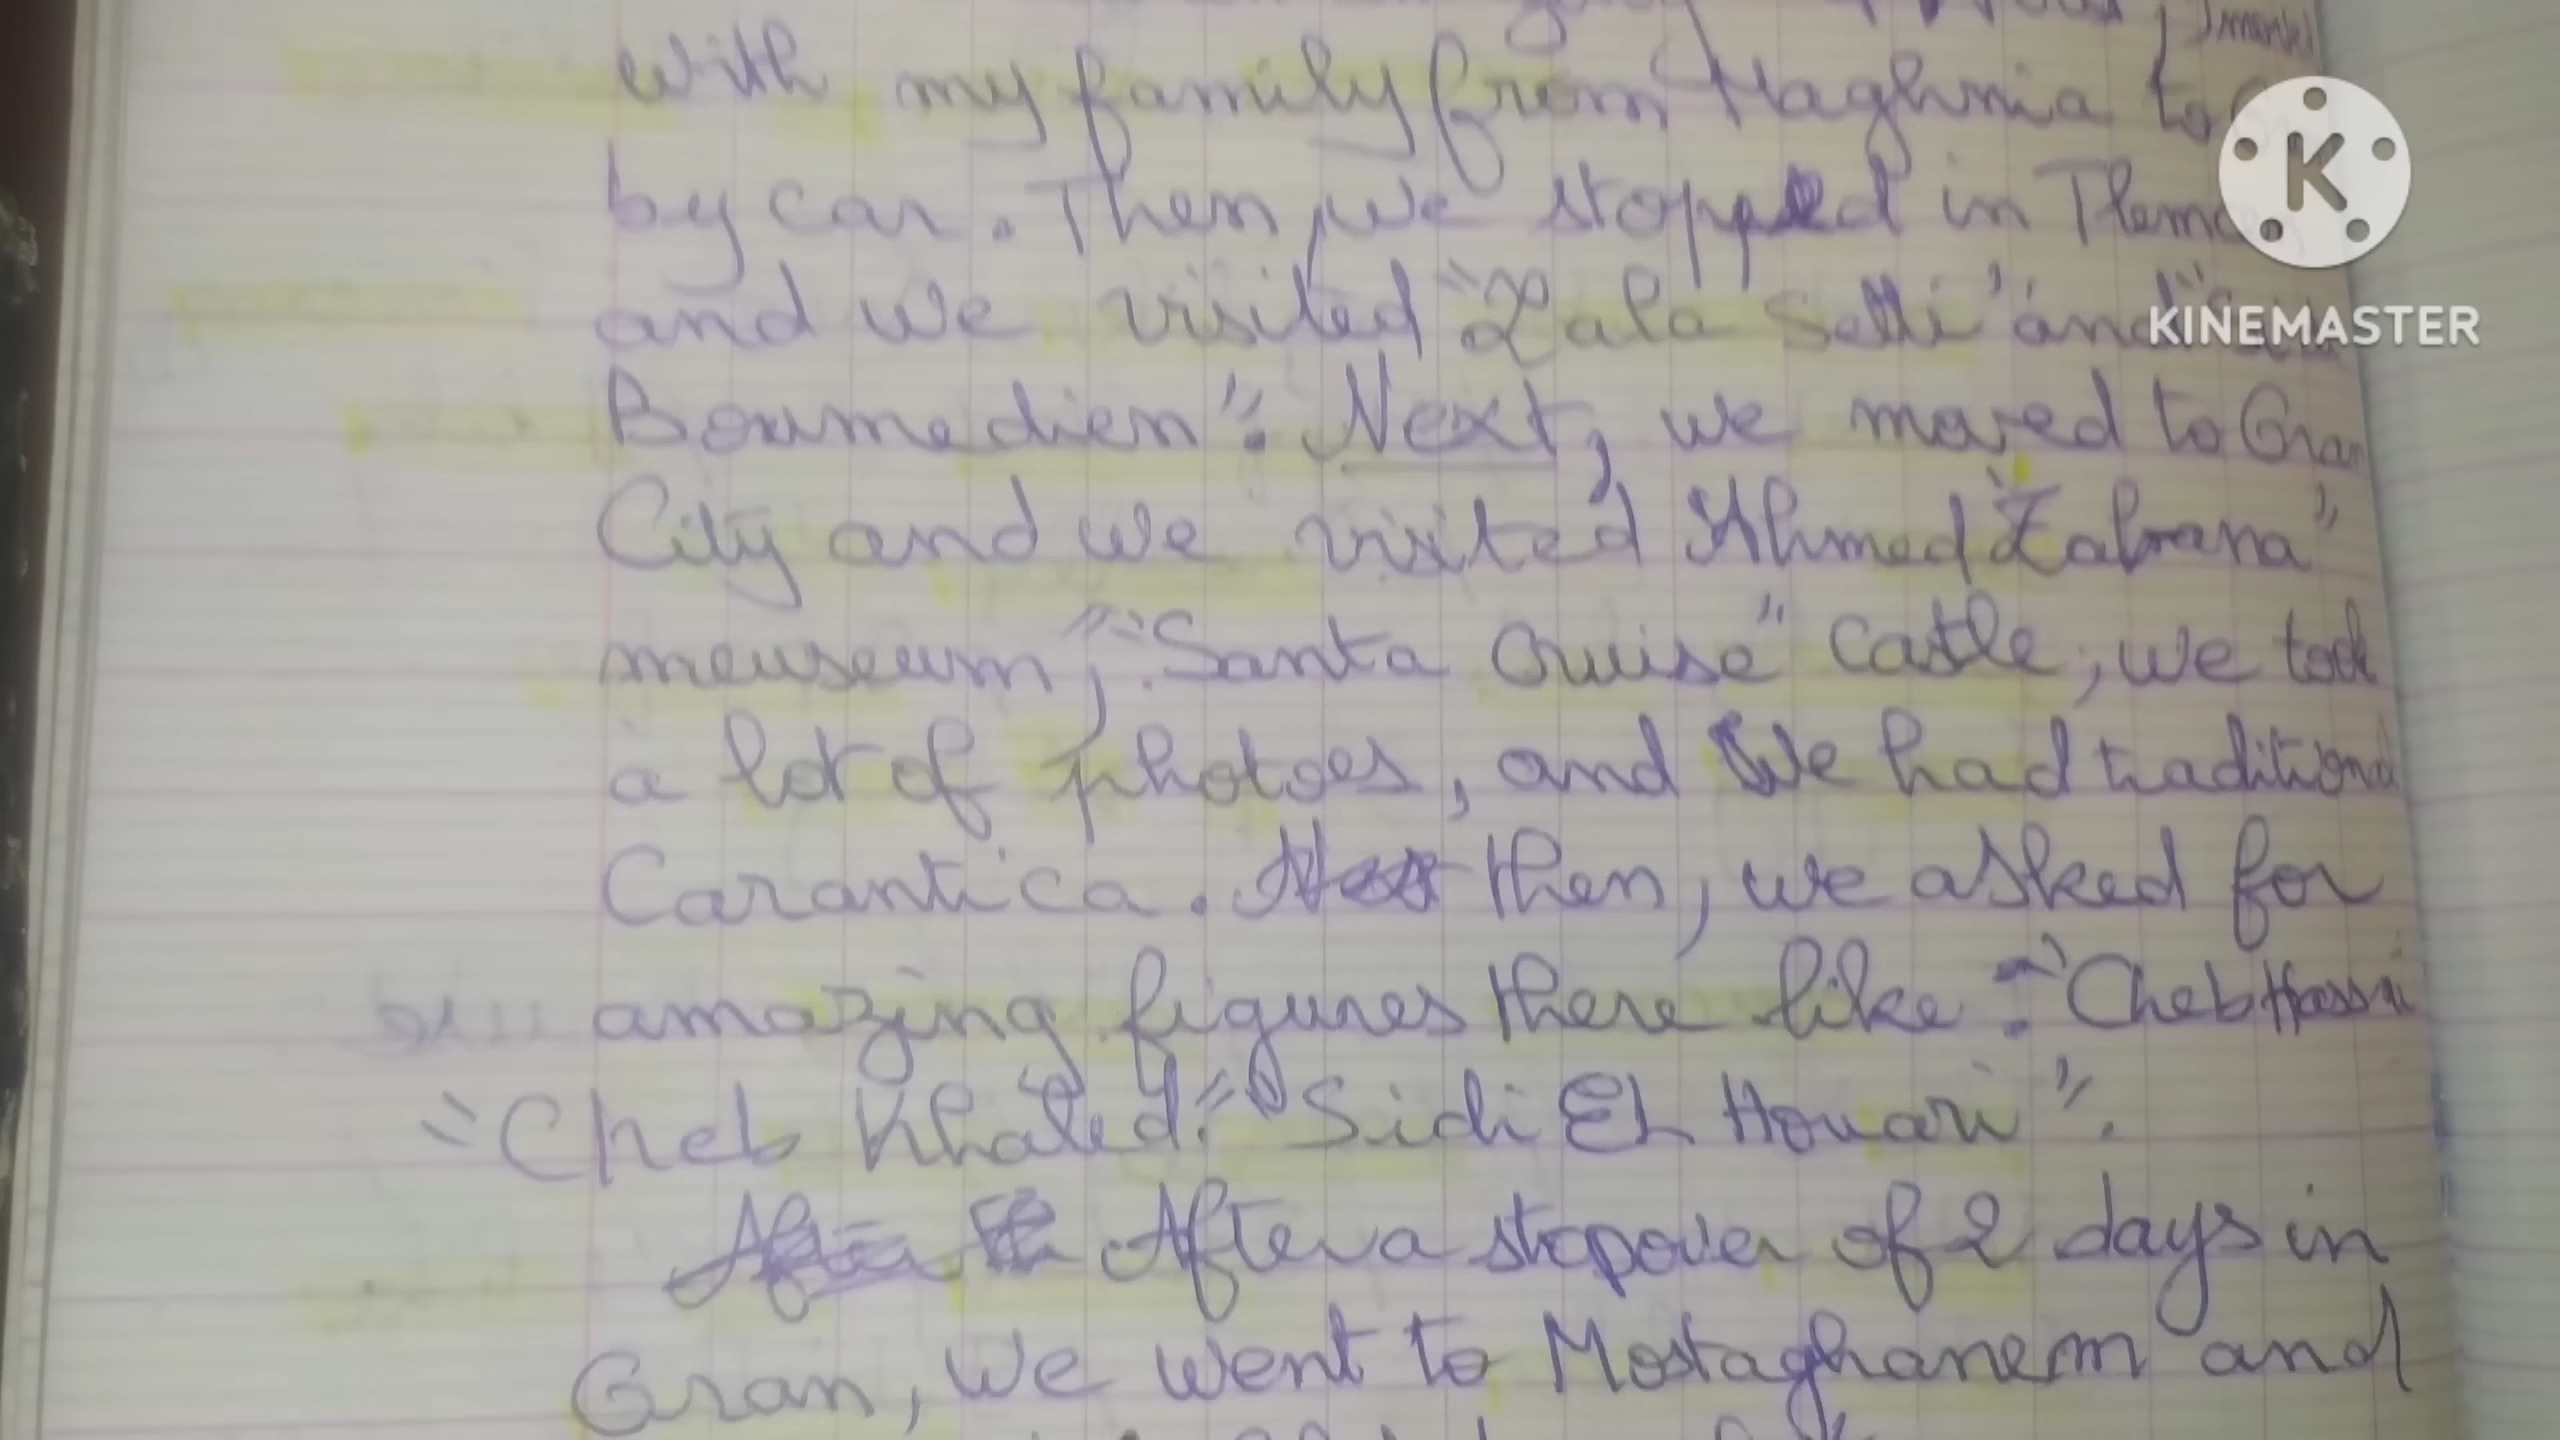 with my family from Maghnia to
by car. Then, we stopped in Tlemc
and we visited "Lala Setti" and "
Boumedien". Next, we moved to Oran
City and we visited Ahmed "Zabana"
meuseum, "Santa Cruise" Castle, we took
a lot of photoes, and we had traditional
Carantica. then, we asked for
amazing figures there like: "Cheb Hassni
"Cheb Khaled", "Sidi EL Houari".
After a stopover of 2 days in
Oran, we went to Mostaghanem and
K
KINEMASTER